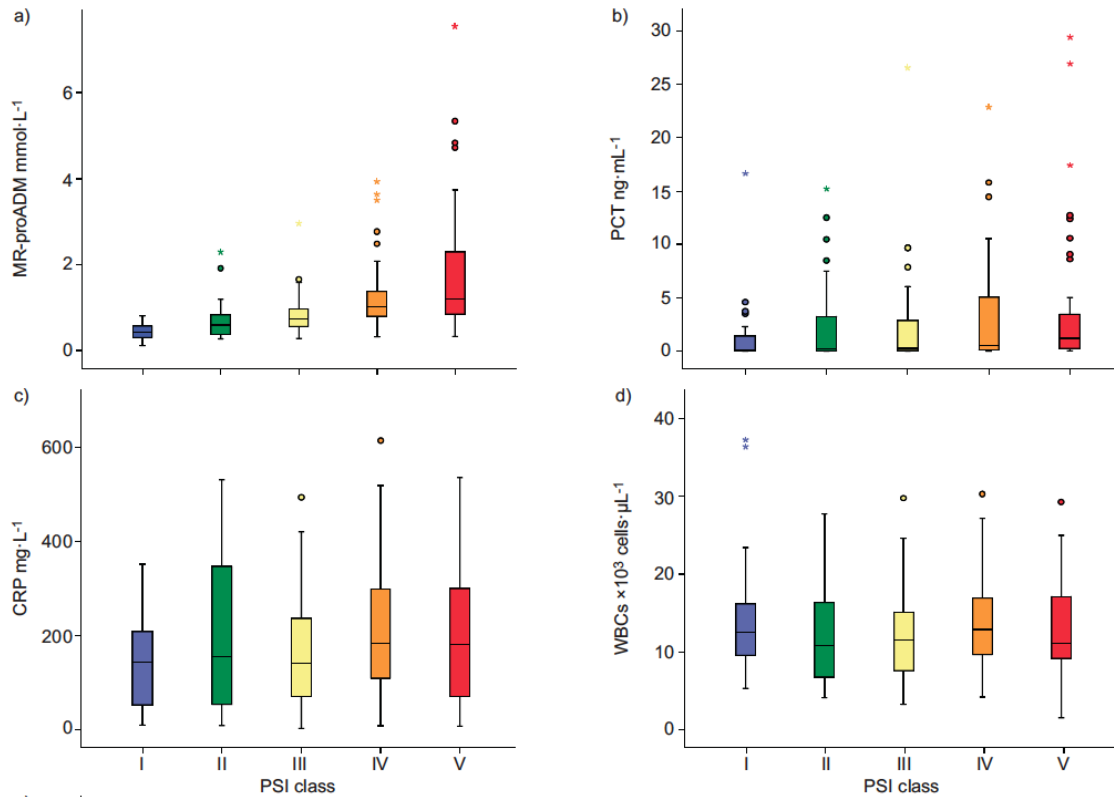 a)
MR-proADM mmol·L-1
6
4
2
0
b)
PCT ng·mL-1
30
25
20
15
10
5
0
c)
CRP mg·L-1
600
400
200
0
I II III IV V
PSI class
d)
WBCs ×10³ cells·µL-1
40
30
20
10
0
I II III IV V
PSI class